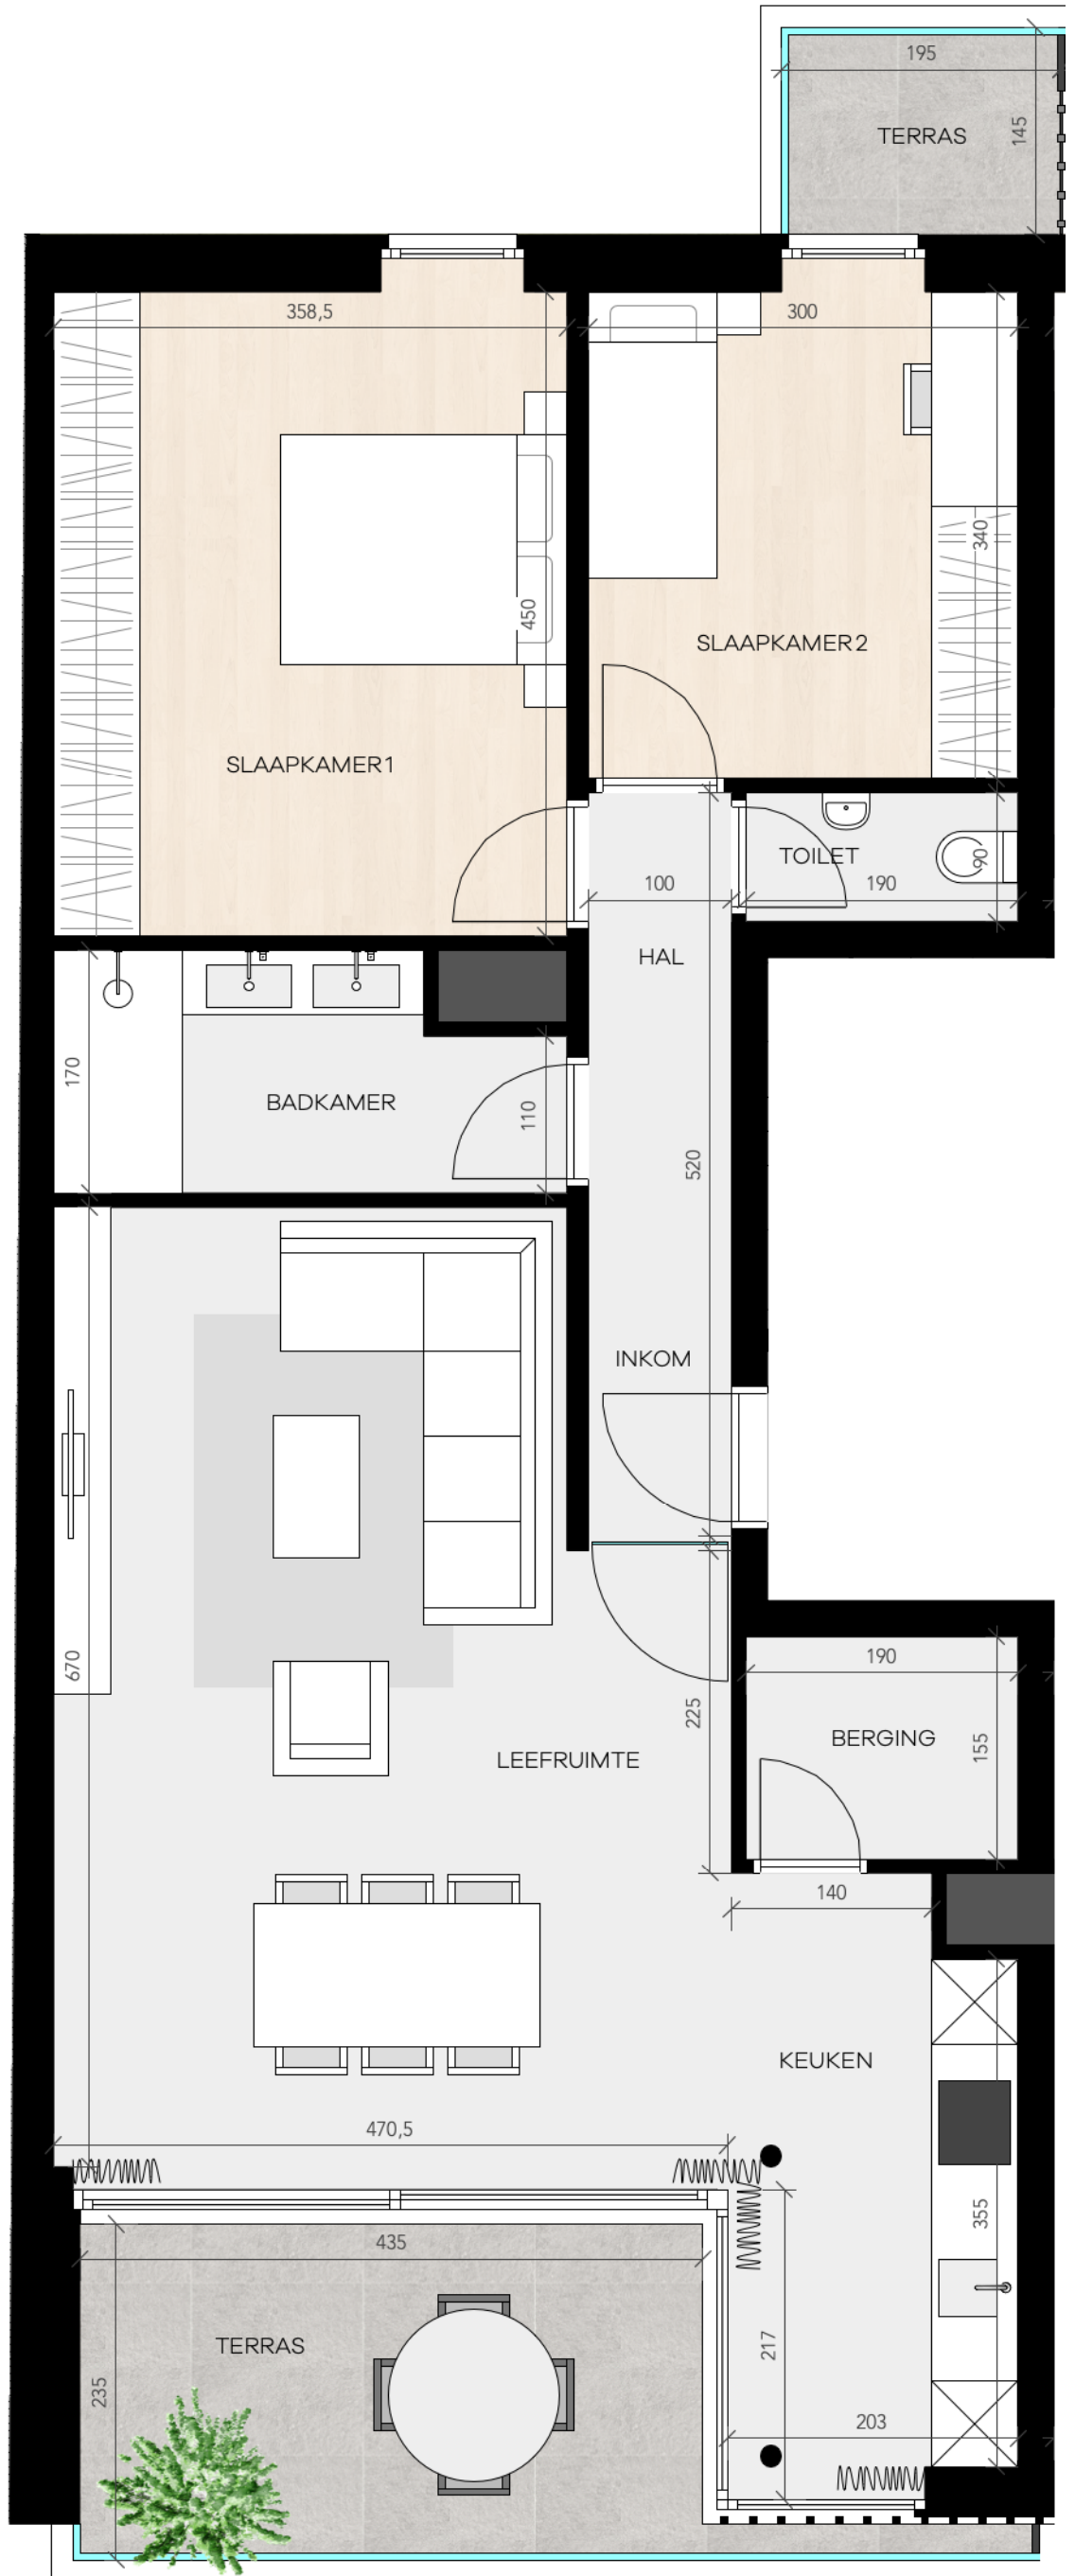 195
145
TERRAS
358,5
300
340
450
SLAAPKAMER 2
SLAAPKAMER 1
TOILET
90
100
190
HAL
170
110
BADKAMER
520
INKOM
670
190
225
BERGING
155
LEEFRUIMTE
140
KEUKEN
470,5
355
435
217
TERRAS
235
203